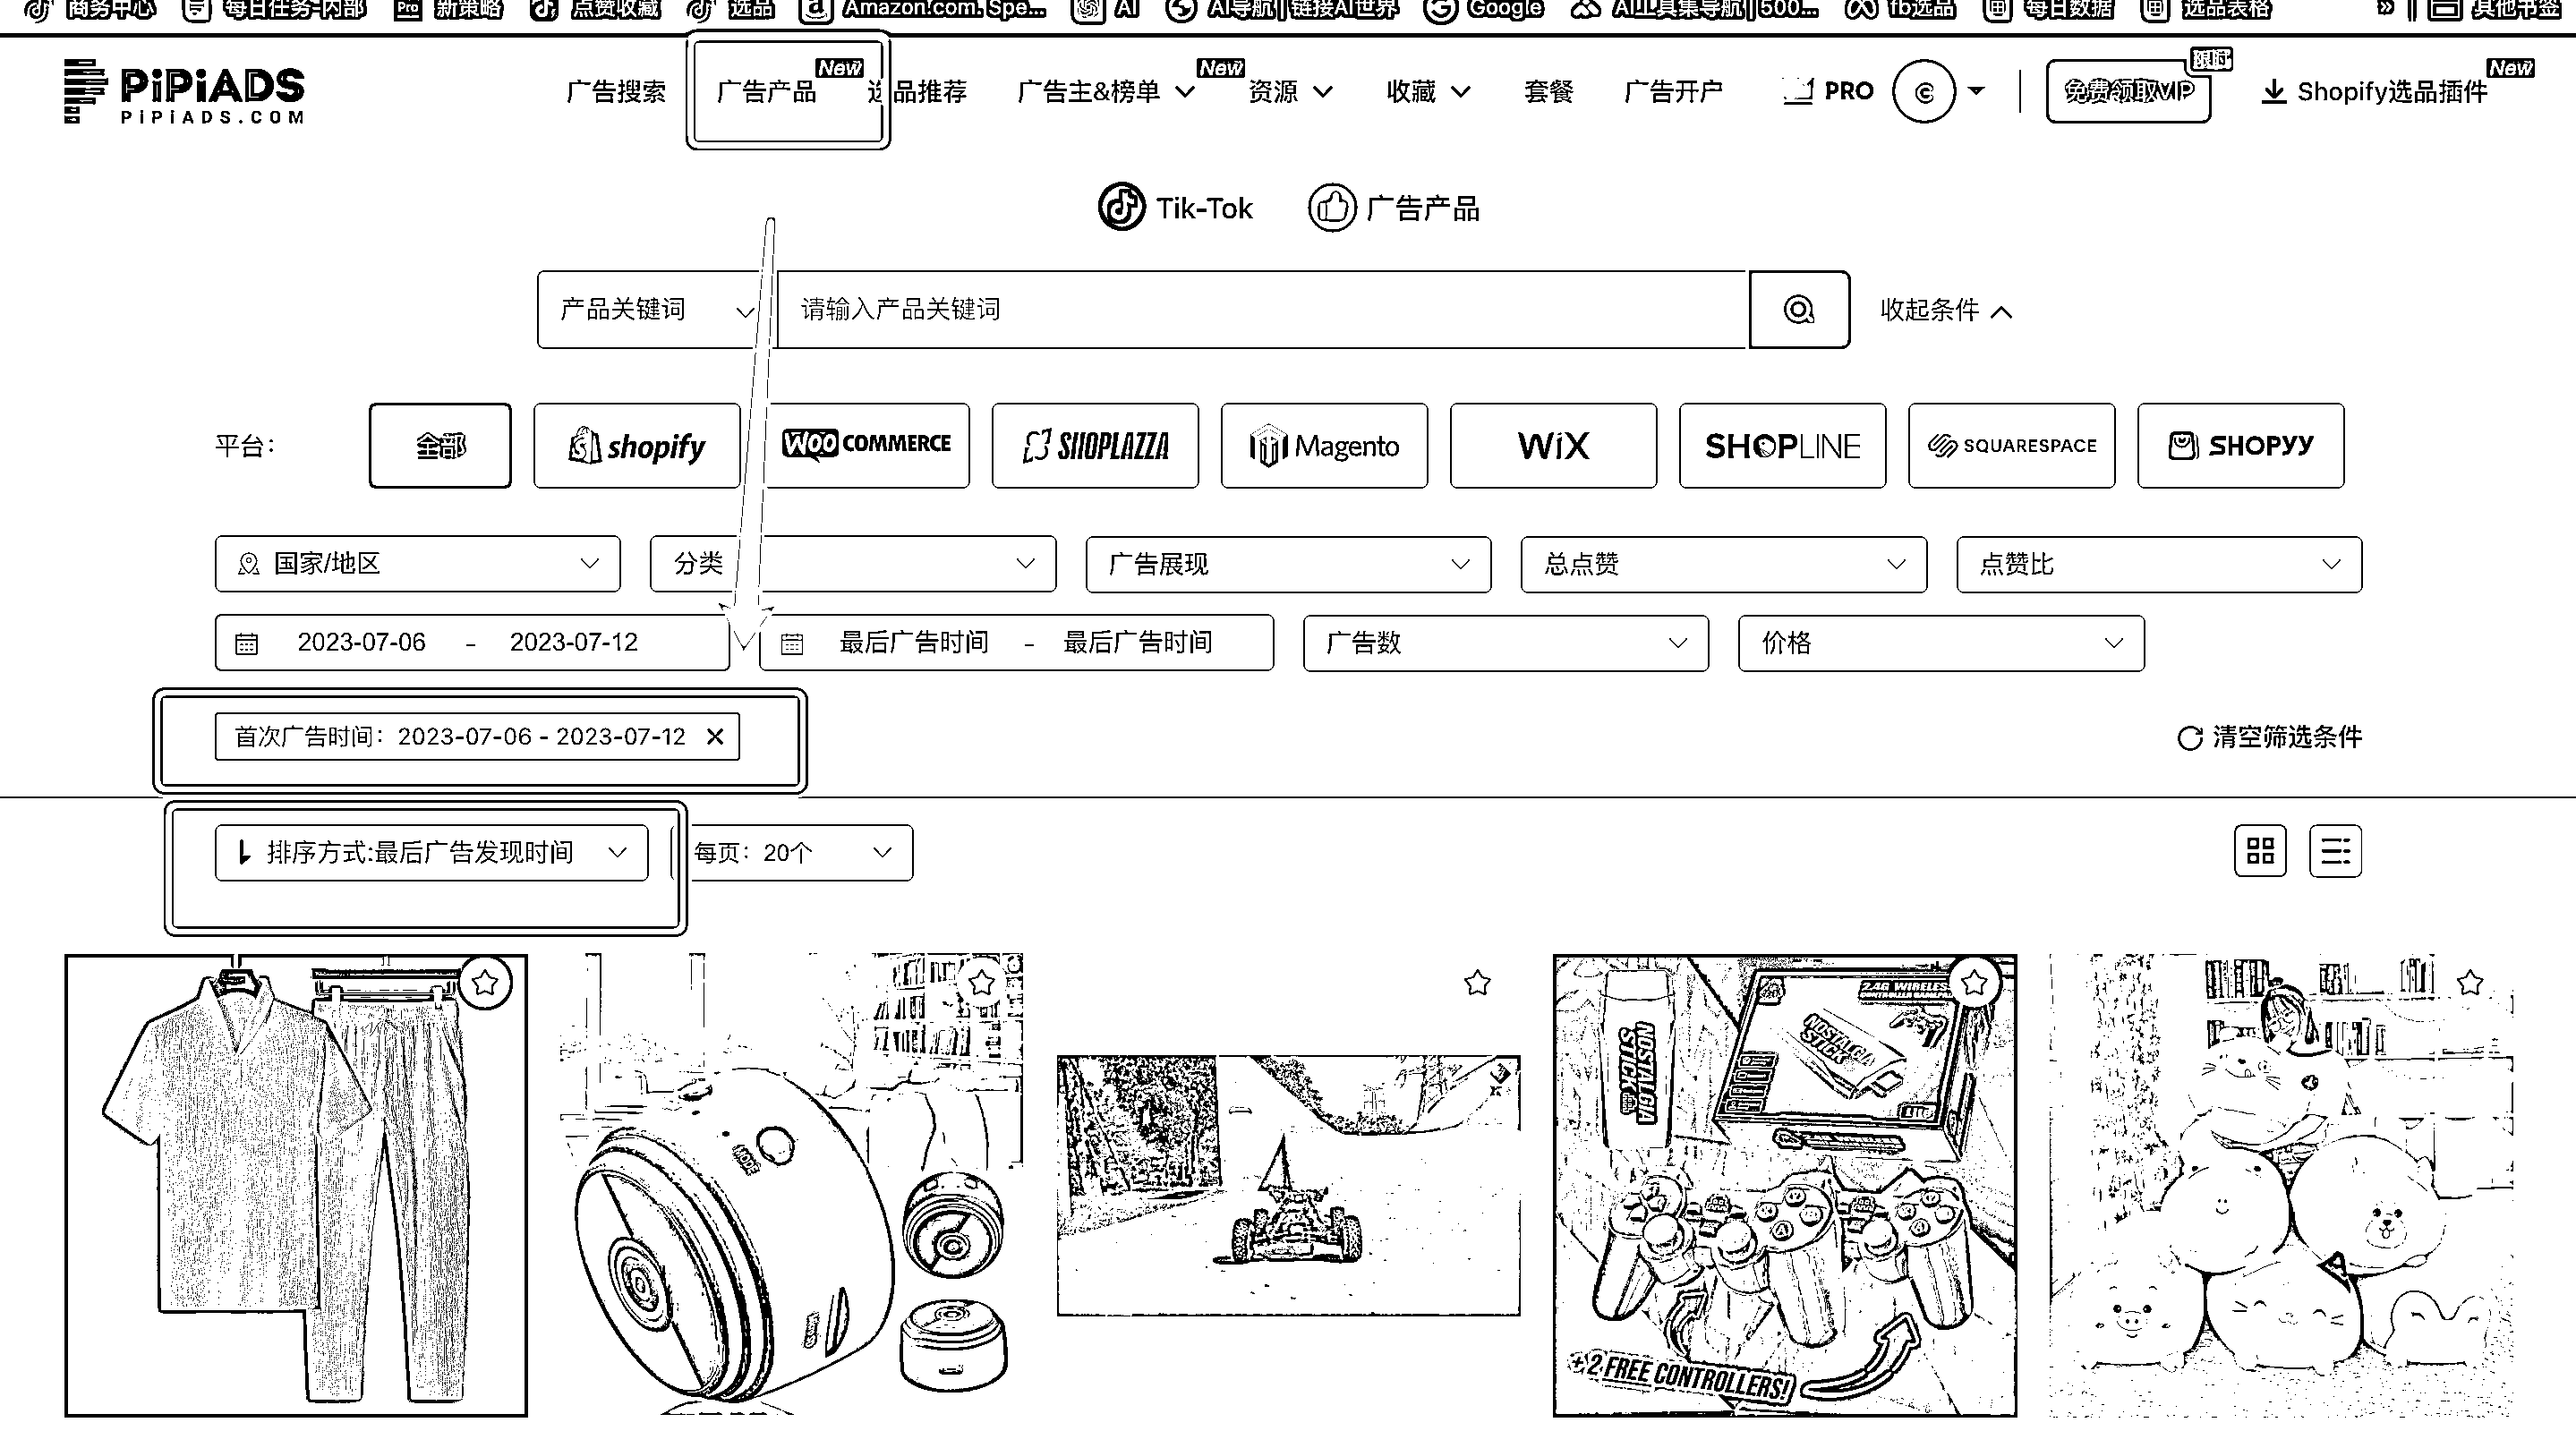 商务中心 每日任务-内部 Pro 新策略 点赞收藏 选品 Amazon.com. Spe... AI AI导航||链接AI世界 Google AI工具集导航||500... fb选品 每日数据 选品表格 » 其他书签
PiPiADS
PIPIADS.COM
广告搜索 广告产品 New 选品推荐 广告主&榜单 New 资源 收藏 套餐 广告开户 PRO 免费领取VIP 限时 Shopify选品插件 New
Tik-Tok 广告产品
产品关键词 请输入产品关键词 收起条件
平台: 全部 shopify WOO COMMERCE SHOPLAZZA Magento WiX SHOPLINE SQUARESPACE SHOPYY
国家/地区 分类 广告展现 总点赞 点赞比
2023-07-06 - 2023-07-12 最后广告时间 - 最后广告时间 广告数 价格
首次广告时间: 2023-07-06 - 2023-07-12 清空筛选条件
排序方式:最后广告发现时间 每页: 20个
NOSTALGIA STICK
NOSTALGIA STICK
MODE
+ 2 FREE CONTROLLERS!